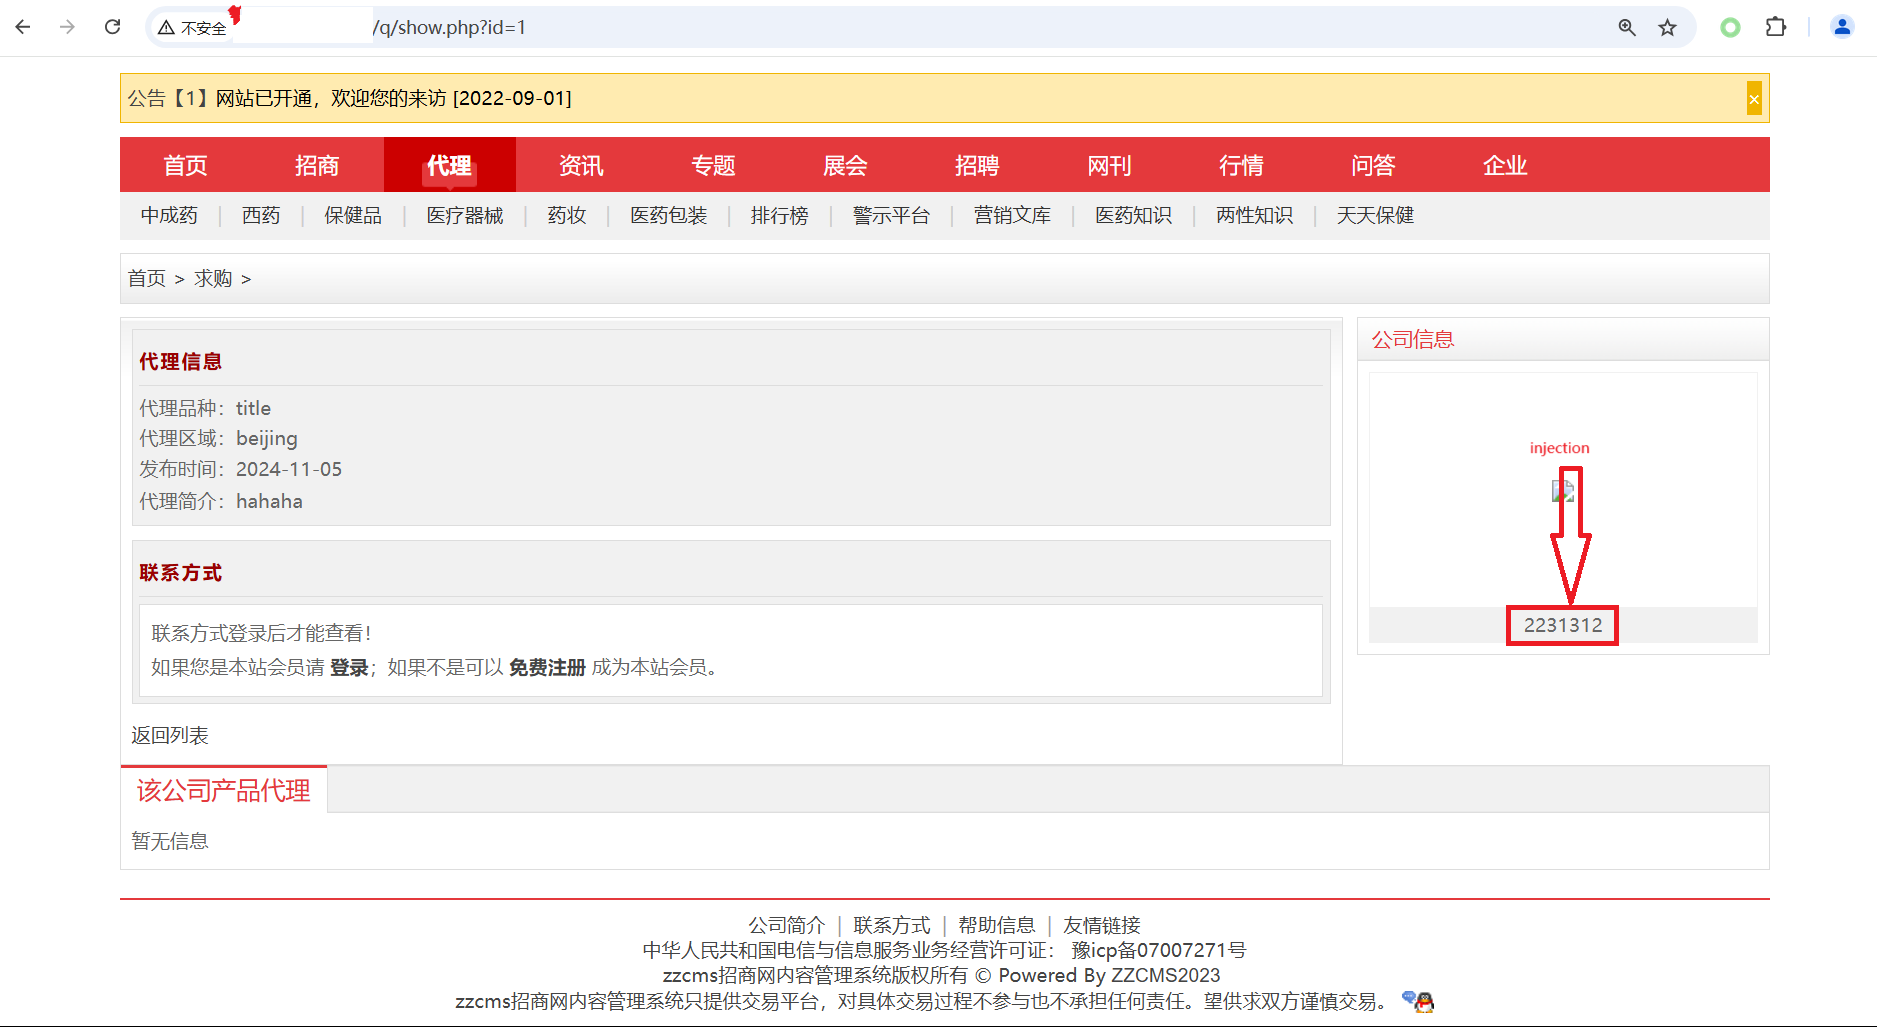 不安全 /q/show.php?id=1
公告【1】网站已开通，欢迎您的来访 [2022-09-01] ×
首页 招商 代理 资讯 专题 展会 招聘 网刊 行情 问答 企业
中成药 | 西药 | 保健品 | 医疗器械 | 药妆 | 医药包装 | 排行榜 | 警示平台 | 营销文库 | 医药知识 | 两性知识 | 天天保健
首页 > 求购 >
代理信息
代理品种：title
代理区域：beijing
发布时间：2024-11-05
代理简介：hahaha
联系方式
联系方式登录后才能查看！
如果您是本站会员请 登录；如果不是可以 免费注册 成为本站会员。
返回列表
公司信息
injection
2231312
该公司产品代理
暂无信息
公司简介 | 联系方式 | 帮助信息 | 友情链接
中华人民共和国电信与信息服务业务经营许可证： 豫icp备07007271号
zzcms招商网内容管理系统版权所有 © Powered By ZZCMS2023
zzcms招商网内容管理系统只提供交易平台，对具体交易过程不参与也不承担任何责任。望供求双方谨慎交易。